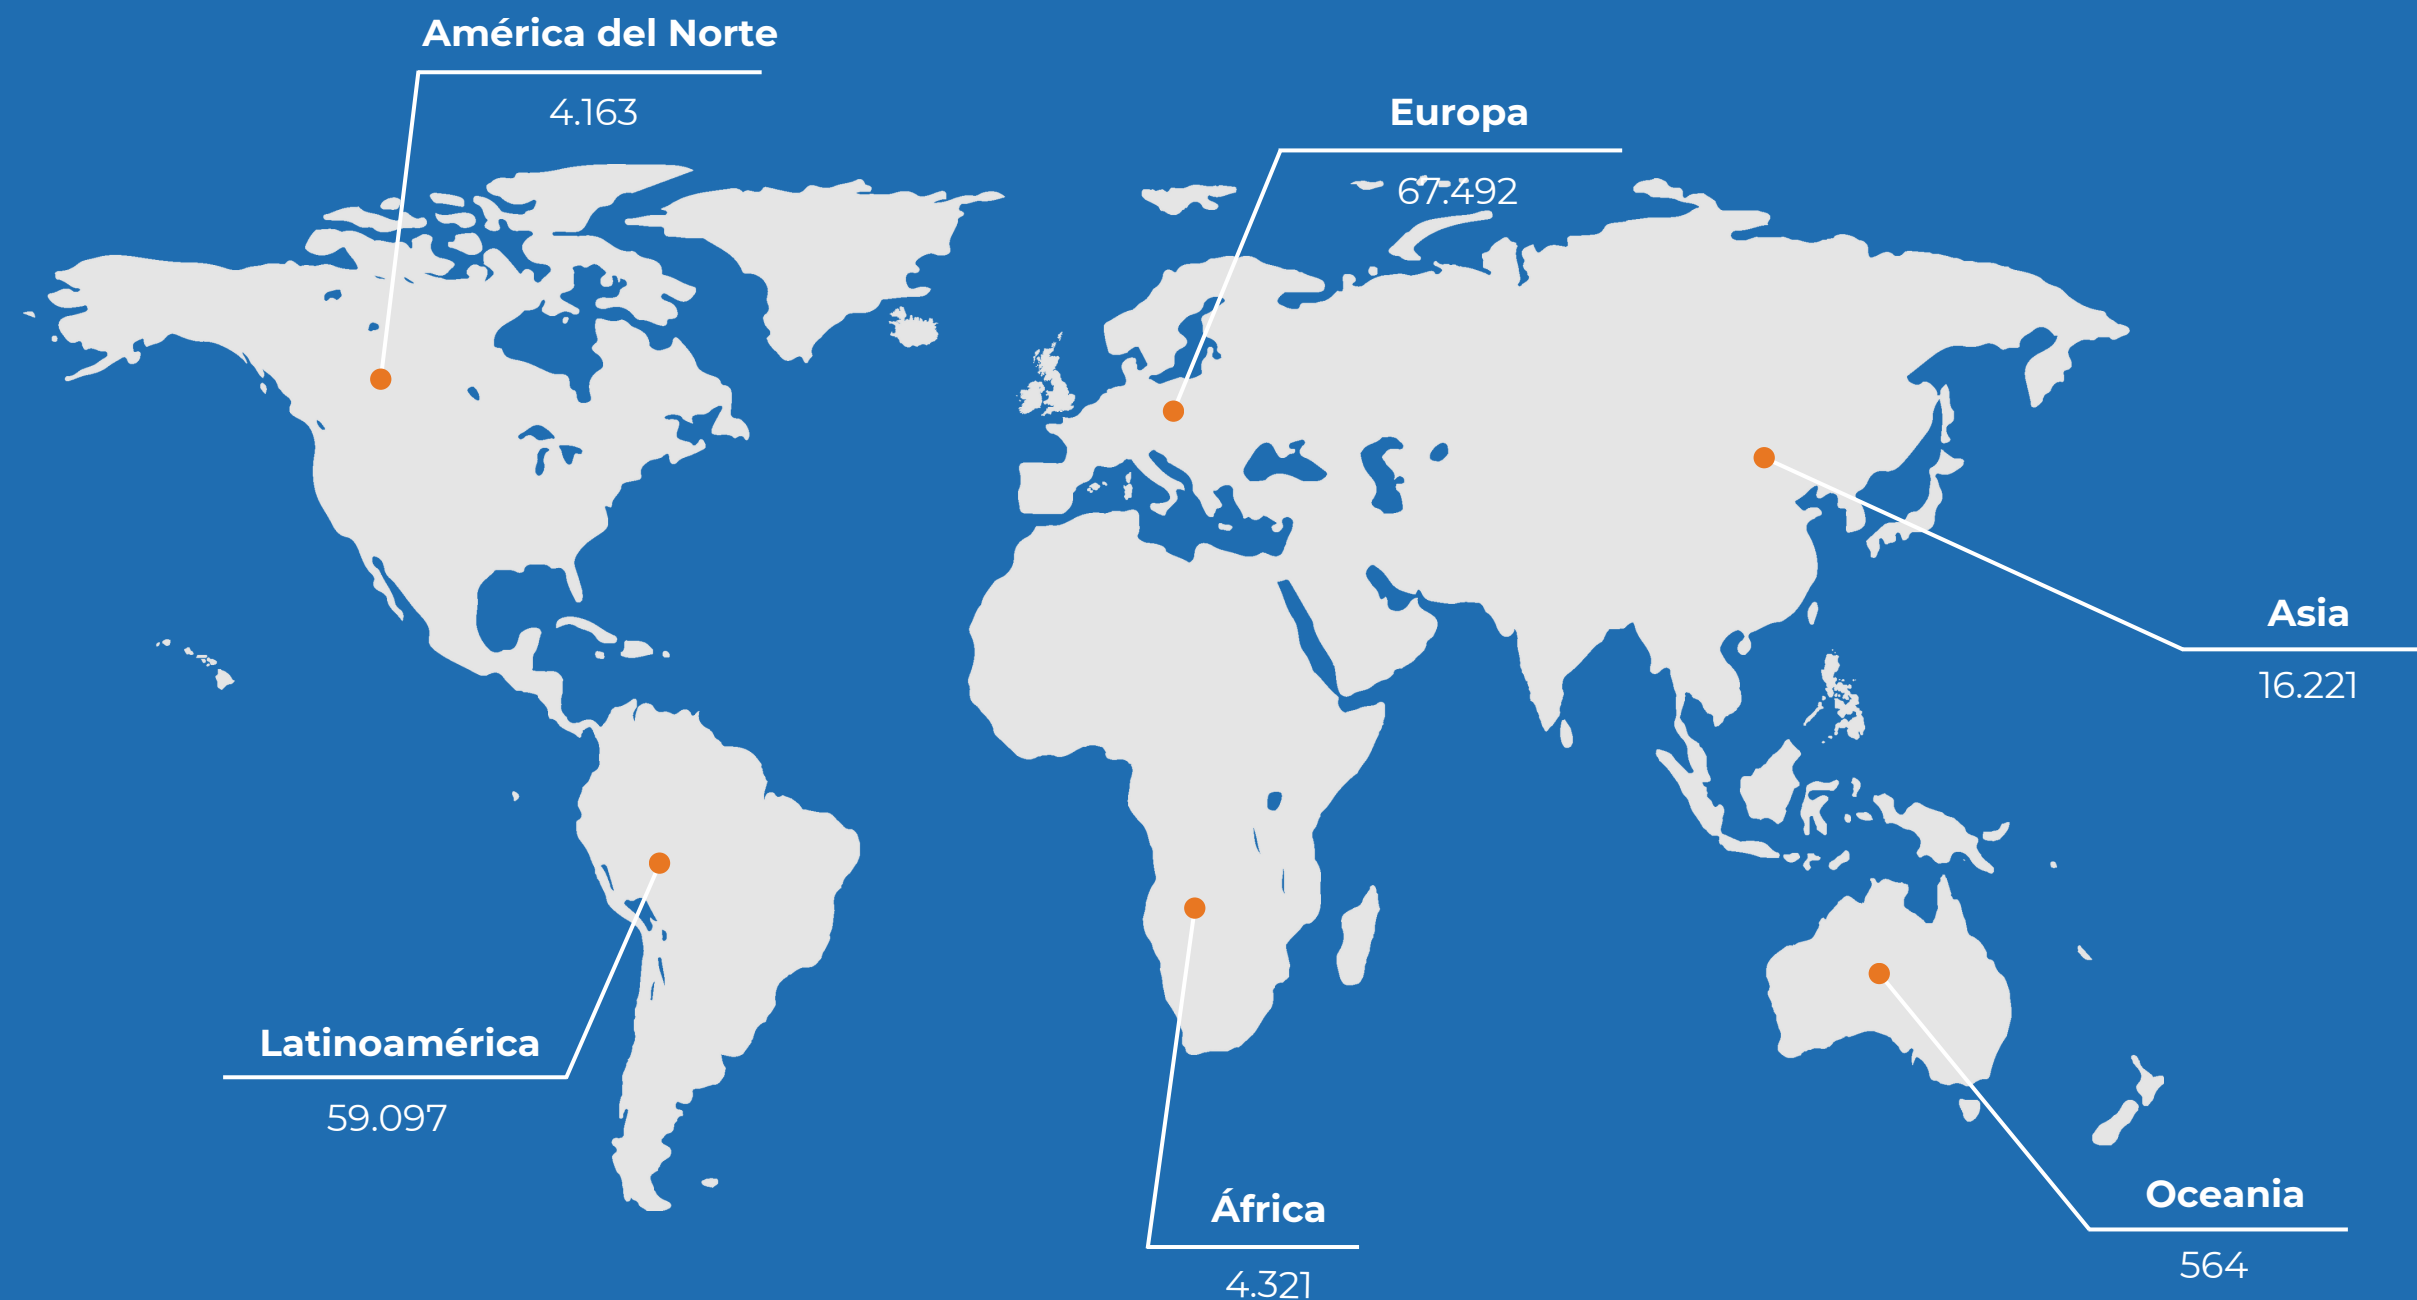 América del Norte
4.163
Europa
67.492
Asia
16.221
Latinoamérica
59.097
África
4.321
Oceania
564